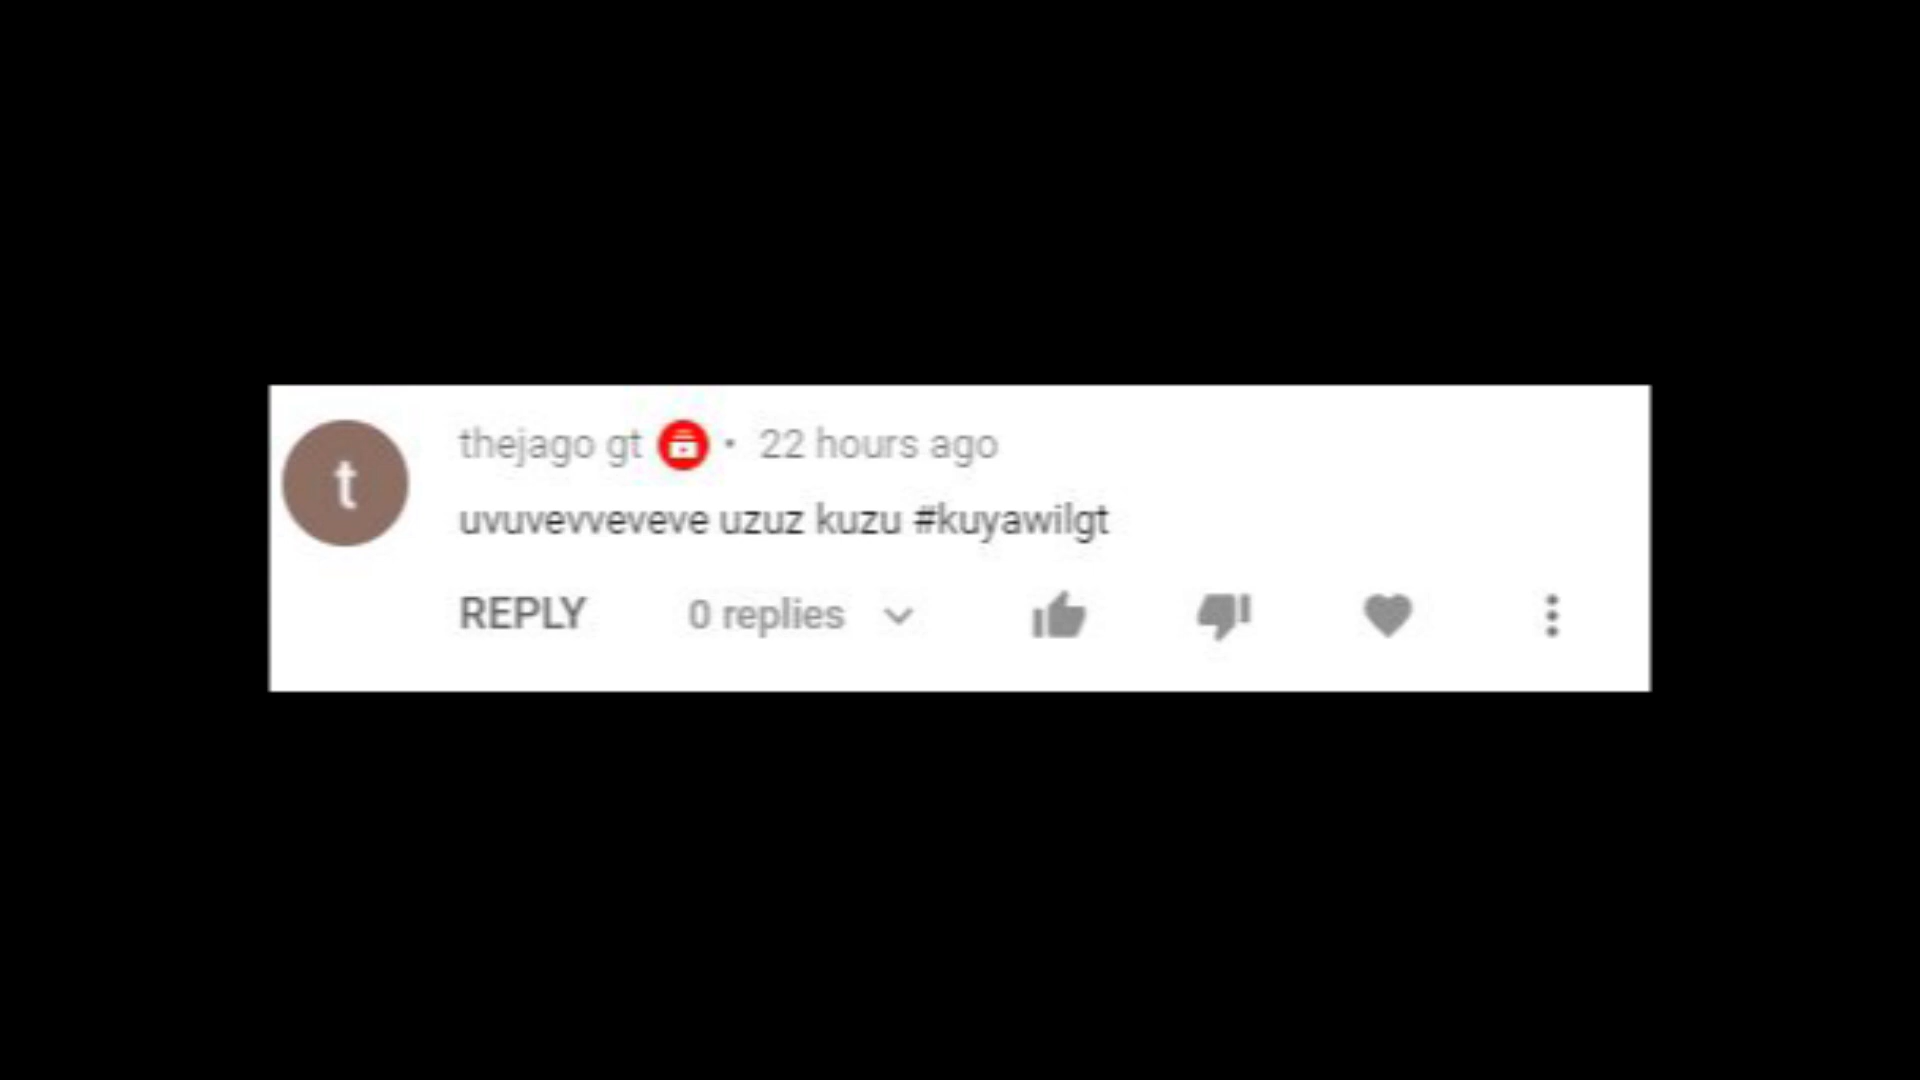 t
thejago gt • 22 hours ago
uvuvevveveve uzuz kuzu #kuyawilgt
REPLY 0 replies